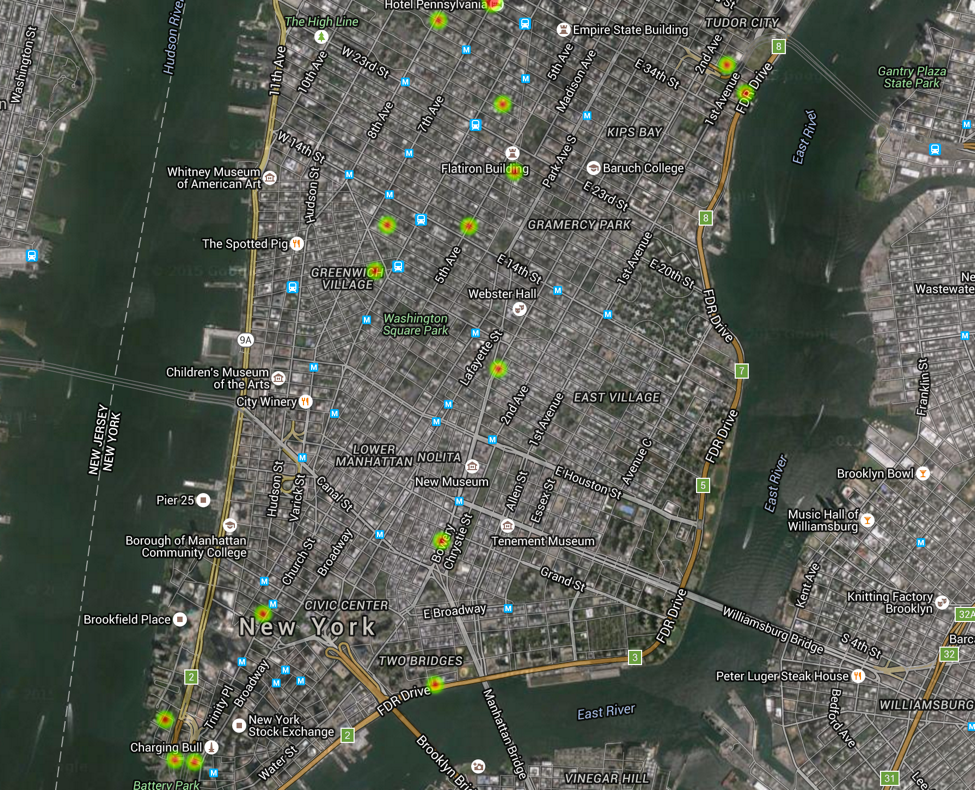 Hotel Pennsylvania
The High Line
Empire State Building
TUDOR CITY
2nd Ave
8
Hudson River
Washington St
11th Ave
10th Ave
W 23rd St
5th Ave
Madison Ave
E 34th St
1st Avenue
FDR Drive
Gantry Plaza
State Park
8th Ave
7th Ave
KIPS BAY
East River
W 14th St
Whitney Museum
of American Art
Hudson St
Flatiron Building
Park Ave S
Baruch College
E 23rd St
8
GRAMERCY PARK
The Spotted Pig
GREENWICH
VILLAGE
5th Ave
E 14th St
1st Avenue
E 20th St
Webster Hall
FDR Drive
Wastewate
Washington
Square Park
9A
Lafayette St
Children's Museum
of the Arts
City Winery
7
2nd Ave
1st Avenue
EAST VILLAGE
Franklin St
NEW JERSEY
NEW YORK
LOWER
MANHATTAN
NOLITA
New Museum
Allen St
Essex St
E Houston St
Avenue C
FDR Drive
East River
Brooklyn Bowl
5
Hudson St
Varick St
Canal St
Pier 25
Music Hall of
Williamsburg
Borough of Manhattan
Community College
Church St
Broadway
Bowery
Chrystie St
Tenement Museum
Grand St
Kent Ave
Knitting Factory
Brooklyn
CIVIC CENTER
E Broadway
FDR Drive
Williamsburg Bridge
32A
Brookfield Place
New York
S 4th St
32
TWO BRIDGES
3
Peter Luger Steak House
2
Broadway
Trinity Pl
FDR Drive
Manhattan Bridge
East River
Bedford Ave
WILLIAMSBURG
New York
Stock Exchange
2
Charging Bull
Water St
Brooklyn Bri
Battery Park
VINEGAR HILL
31